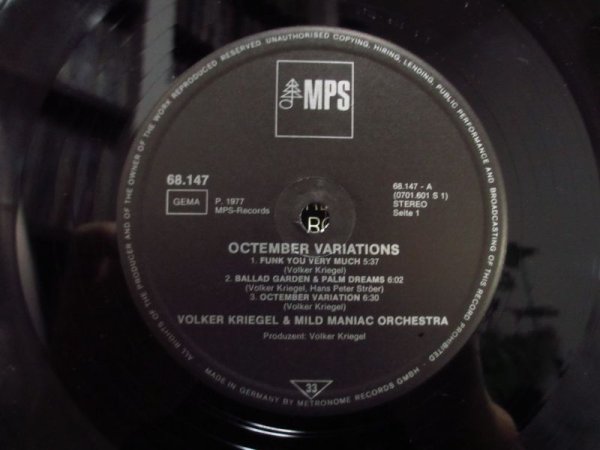 ALL RIGHTS OF THE PRODUCER AND OF THE OWNER OF THE WORK REPRODUCED RESERVED. UNAUTHORISED COPYING, HIRING, LENDING, PUBLIC PERFORMANCE AND BROADCASTING OF THIS RECORD PROHIBITED.
MPS
68.147
GEMA
P. 1977
MPS-Records
68.147 - A
(0701.601 S 1)
STEREO
Seite 1
OCTEMBER VARIATIONS
1. FUNK YOU VERY MUCH 5:37
(Volker Kriegel)
2. BALLAD GARDEN & PALM DREAMS 6:02
(Volker Kriegel, Hans Peter Ströer)
3. OCTEMBER VARIATION 6:30
(Volker Kriegel)
VOLKER KRIEGEL & MILD MANIAC ORCHESTRA
Produzent: Volker Kriegel
33
MADE IN GERMANY BY METRONOME RECORDS GMBH